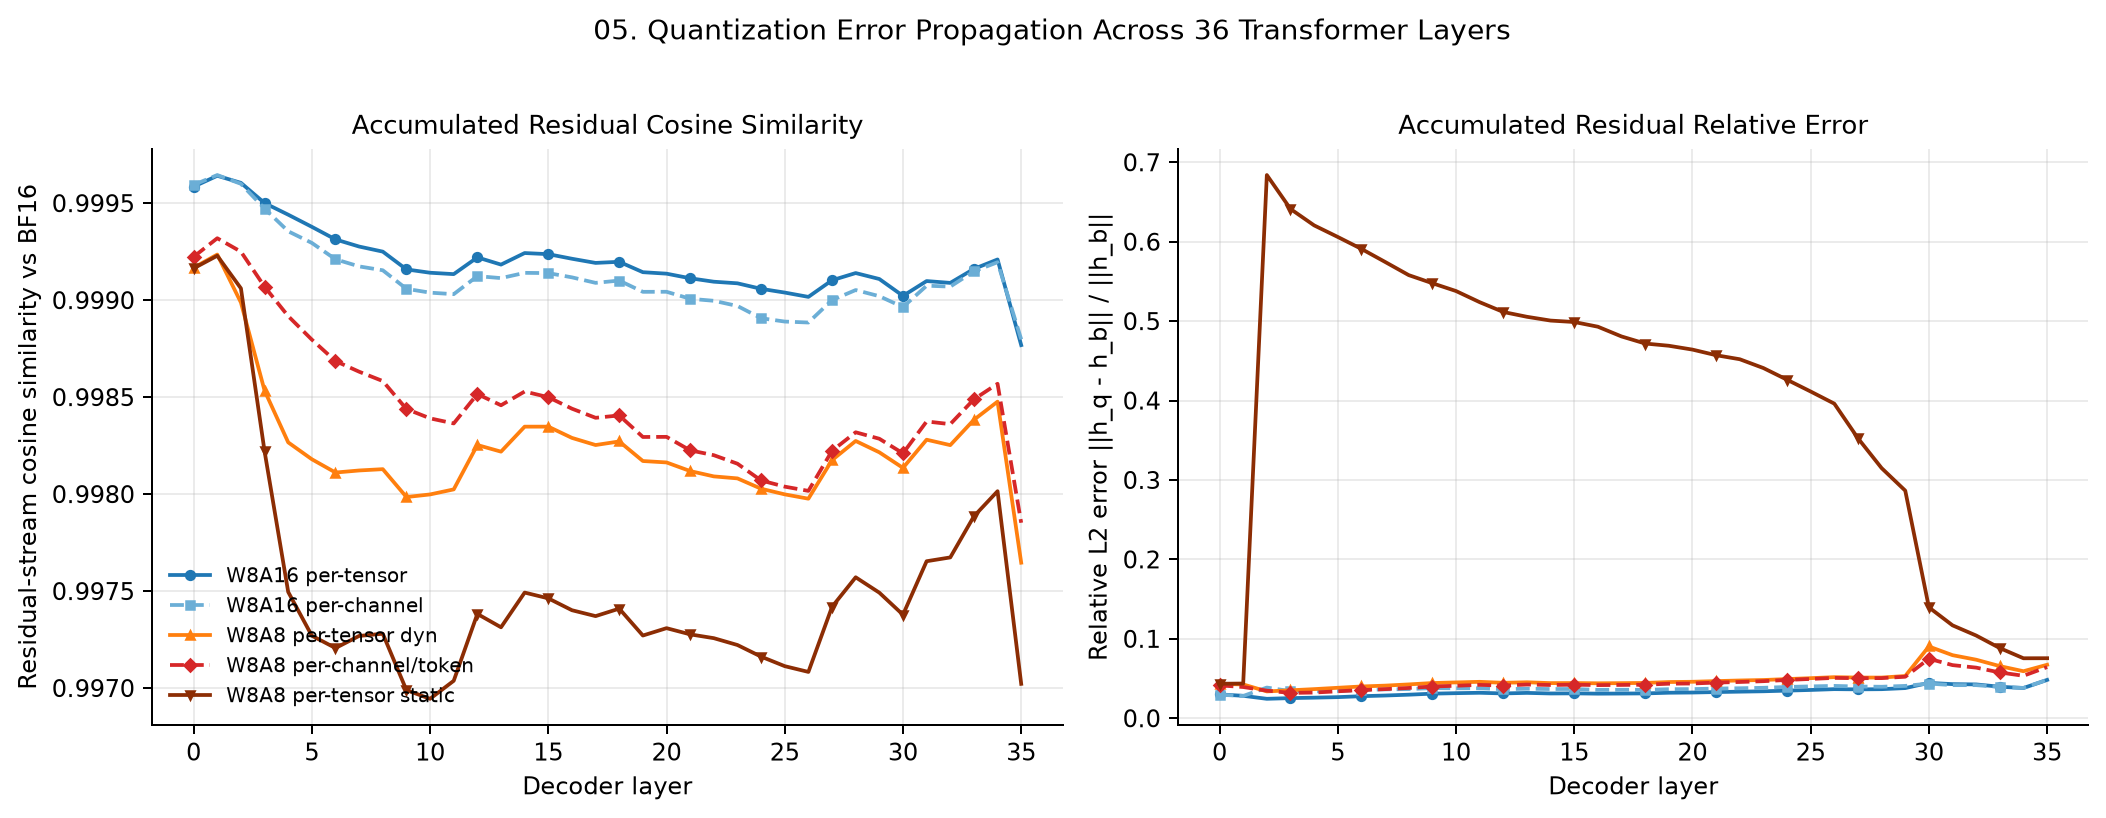 05. Quantization Error Propagation Across 36 Transformer Layers
Accumulated Residual Cosine Similarity
Residual-stream cosine similarity vs BF16
0.9995
0.9990
0.9985
0.9980
0.9975
0.9970
W8A16 per-tensor
W8A16 per-channel
W8A8 per-tensor dyn
W8A8 per-channel/token
W8A8 per-tensor static
0 5 10 15 20 25 30 35
Decoder layer
Accumulated Residual Relative Error
Relative L2 error ||h_q - h_b|| / ||h_b||
0.7
0.6
0.5
0.4
0.3
0.2
0.1
0.0
0 5 10 15 20 25 30 35
Decoder layer